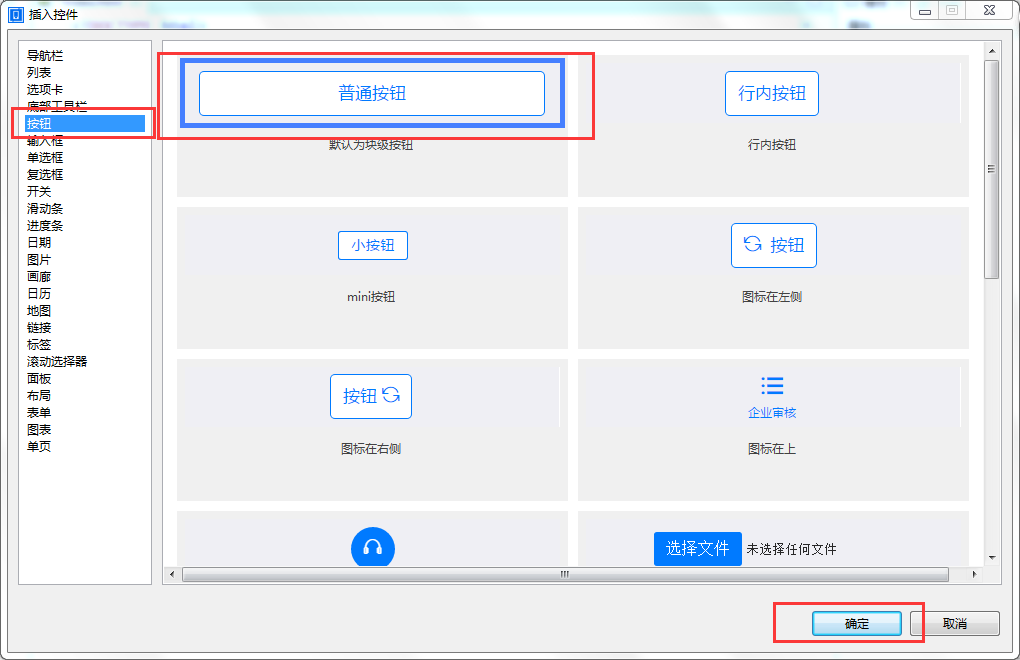 插入控件
导航栏
列表
选项卡
底部工具栏
按钮
输入框
单选框
复选框
开关
滑动条
进度条
日期
图片
画廊
日历
地图
链接
标签
滚动选择器
面板
布局
表单
图表
单页
普通按钮
默认为块级按钮
行内按钮
行内按钮
小按钮
mini按钮
按钮
图标在左侧
按钮
图标在右侧
企业审核
图标在上
选择文件 未选择任何文件
确定
取消